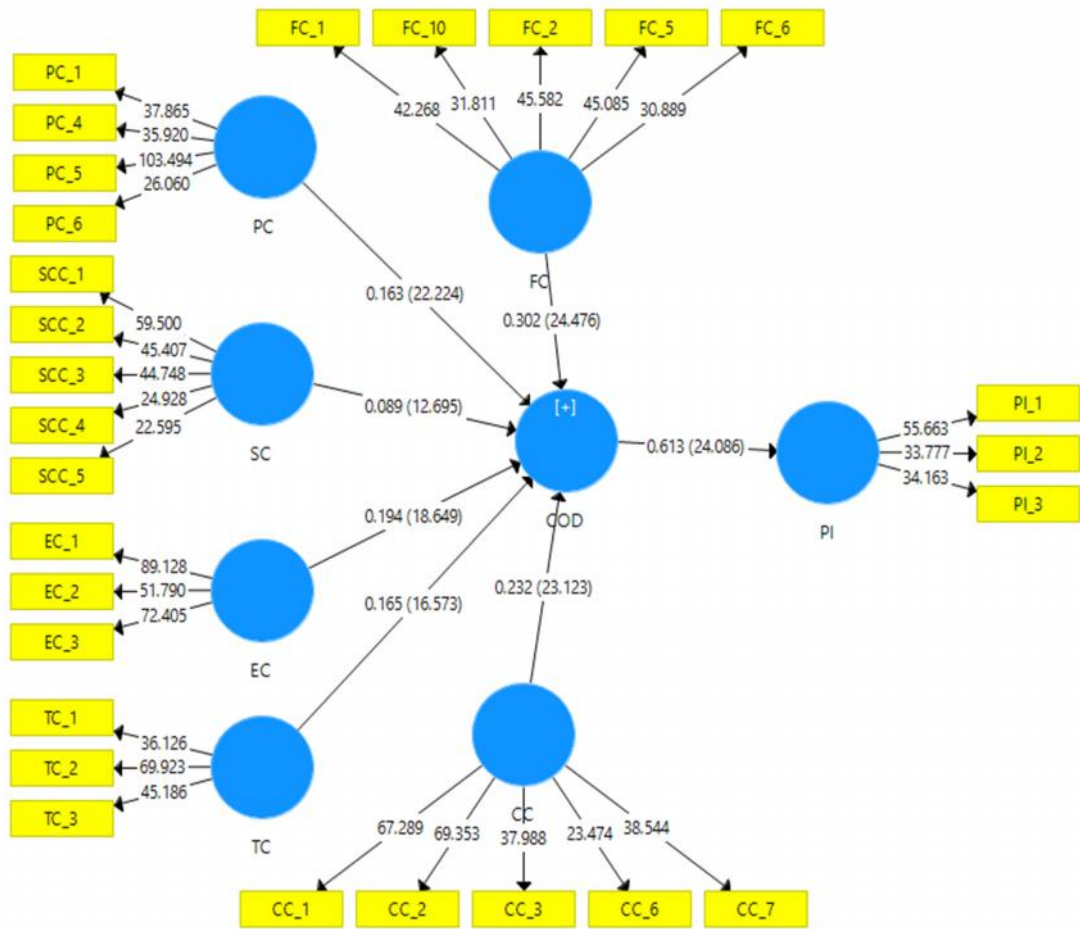 FC_1 FC_10 FC_2 FC_5 FC_6
42.268 31.811 45.582 45.085 30.889
FC
PC_1
PC_4
PC_5
PC_6
37.865
35.920
103.494
26.060
PC
0.163 (22.224)
0.302 (24.476)
SCC_1
SCC_2
SCC_3
SCC_4
SCC_5
59.500
45.407
44.748
24.928
22.595
SC
0.089 (12.695)
[+]
COD
0.613 (24.086)
PI
55.663
33.777
34.163
PI_1
PI_2
PI_3
EC_1
EC_2
EC_3
89.128
51.790
72.405
EC
0.194 (18.649)
TC_1
TC_2
TC_3
36.126
69.923
45.186
TC
0.165 (16.573)
0.232 (23.123)
CC
67.289 69.353 37.988 23.474 38.544
CC_1 CC_2 CC_3 CC_6 CC_7